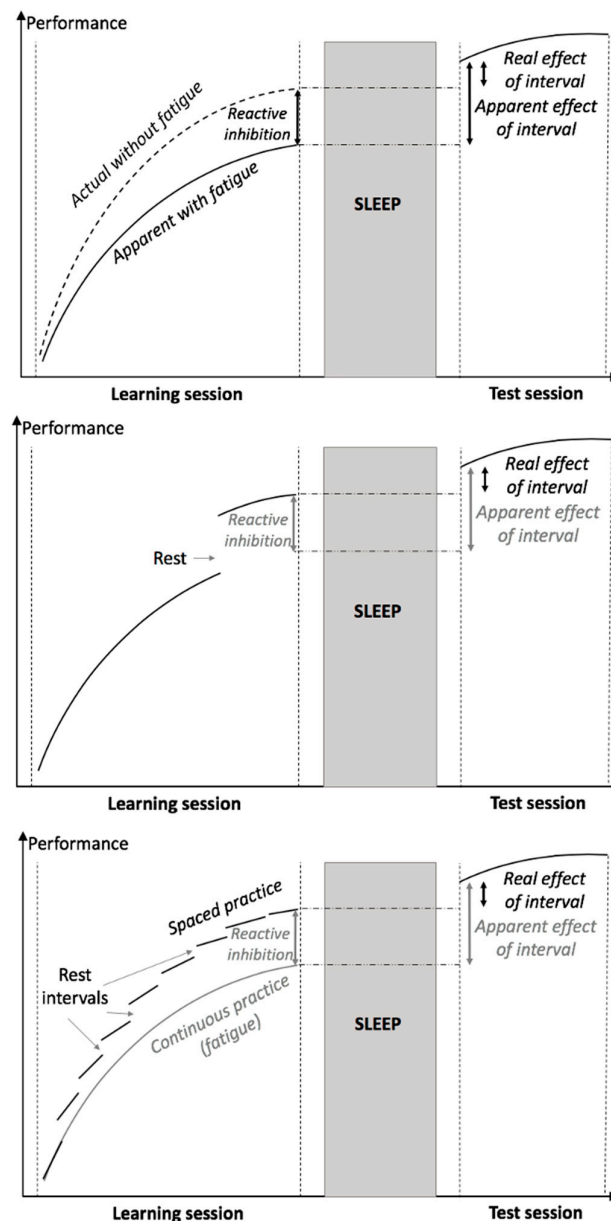 Performance
Actual without fatigue
Apparent with fatigue
Reactive
inhibition
SLEEP
Real effect
of interval
Apparent effect
of interval
Learning session
Test session
Performance
Rest
Reactive
inhibition
SLEEP
Real effect
of interval
Apparent effect
of interval
Learning session
Test session
Performance
Spaced practice
Rest
intervals
Reactive
inhibition
Continuous practice
(fatigue)
SLEEP
Real effect
of interval
Apparent effect
of interval
Learning session
Test session